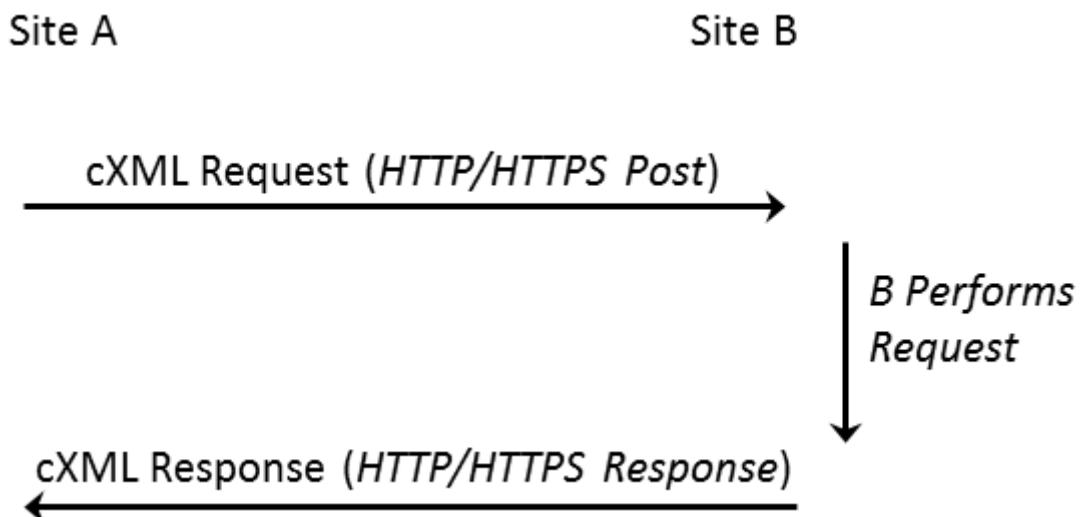 Site A
Site B
cXML Request (HTTP/HTTPS Post)
B Performs
Request
cXML Response (HTTP/HTTPS Response)